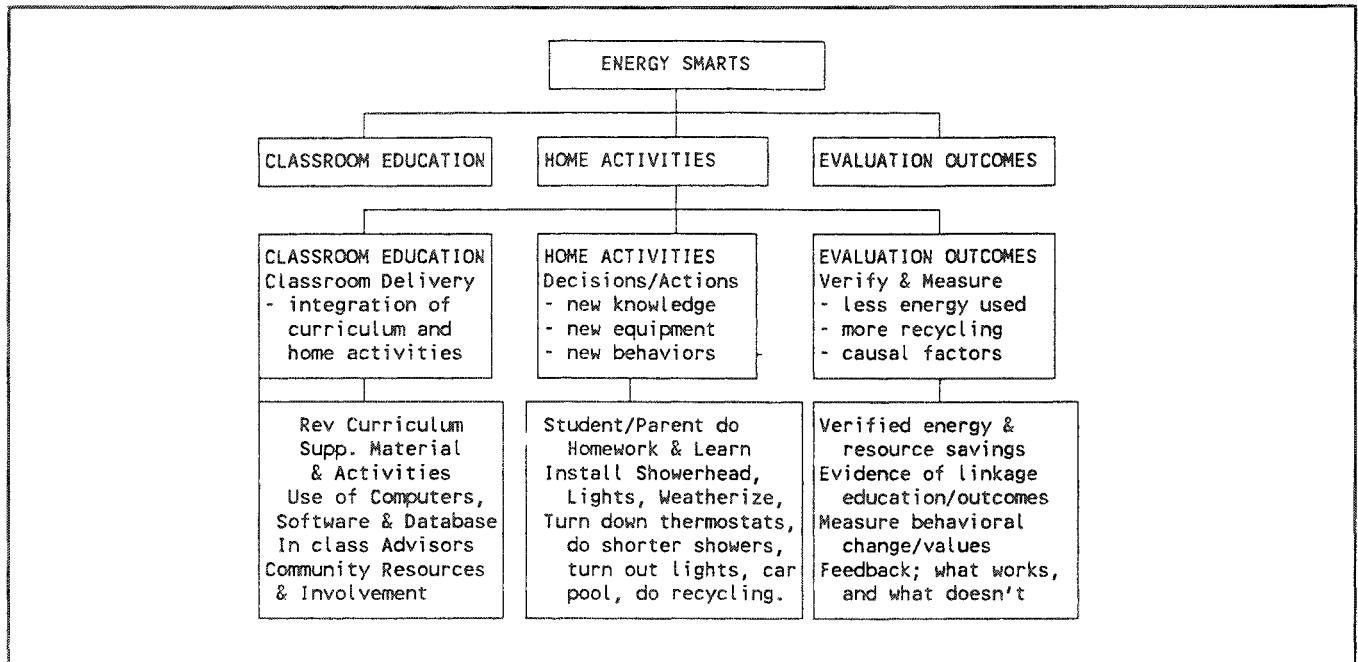 ENERGY SMARTS
CLASSROOM EDUCATION
HOME ACTIVITIES
EVALUATION OUTCOMES
CLASSROOM EDUCATION
Classroom Delivery
- integration of
curriculum and
home activities
HOME ACTIVITIES
Decisions/Actions
- new knowledge
- new equipment
- new behaviors
EVALUATION OUTCOMES
Verify & Measure
- less energy used
- more recycling
- causal factors
Rev Curriculum
Supp. Material
& Activities
Use of Computers,
Software & Database
In class Advisors
Community Resources
& Involvement
Student/Parent do
Homework & Learn
Install Showerhead,
Lights, Weatherize,
Turn down thermostats,
do shorter showers,
turn out lights, car
pool, do recycling.
Verified energy &
resource savings
Evidence of linkage
education/outcomes
Measure behavioral
change/values
Feedback; what works,
and what doesn't